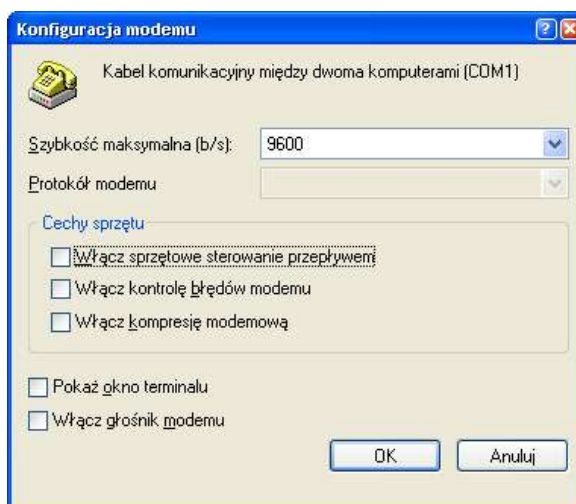 Konfiguracja modemu
Kabel komunikacyjny między dwoma komputerami (COM1)
Szybkość maksymalna (b/s): 9600
Protokół modemu
Cechy sprzętu
Włącz sprzętowe sterowanie przepływem
Włącz kontrolę błędów modemu
Włącz kompresję modemową
Pokaż okno terminalu
Włącz głośnik modemu
OK Anuluj